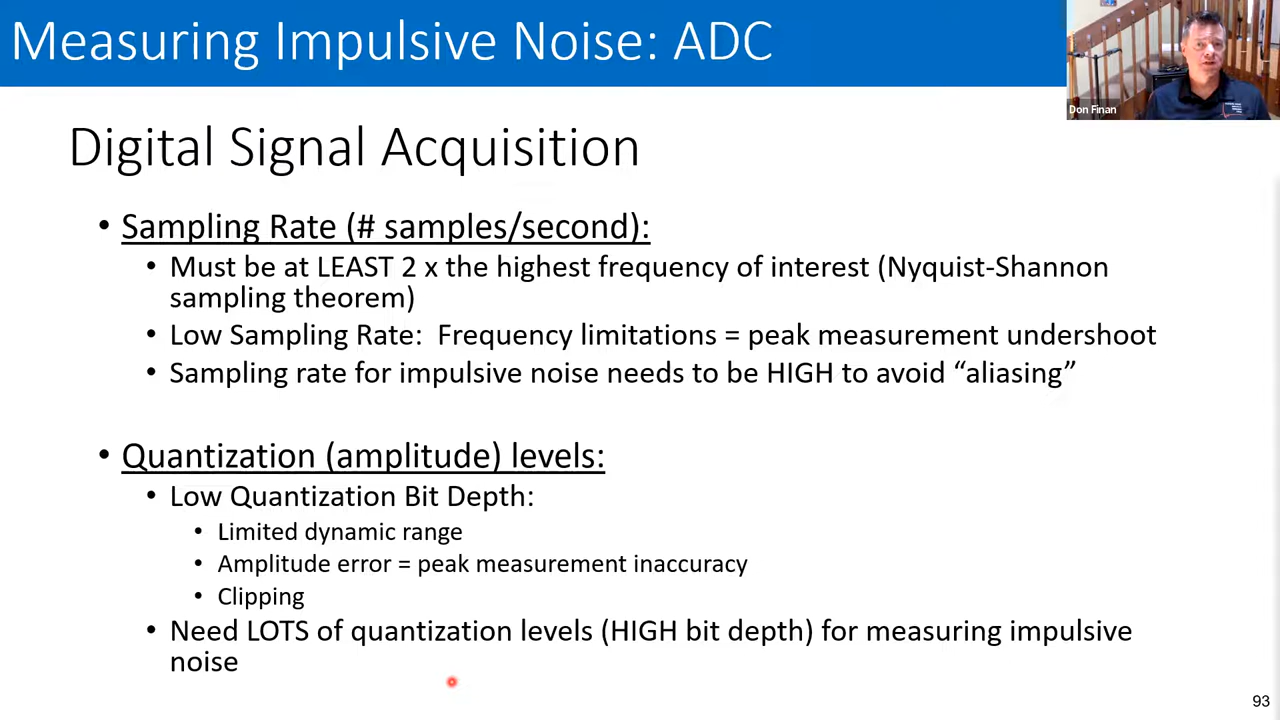 Measuring Impulsive Noise: ADC
Don Finan
Digital Signal Acquisition
• Sampling Rate (# samples/second):
• Must be at LEAST 2 x the highest frequency of interest (Nyquist-Shannon
sampling theorem)
• Low Sampling Rate:  Frequency limitations = peak measurement undershoot
• Sampling rate for impulsive noise needs to be HIGH to avoid “aliasing”
• Quantization (amplitude) levels:
• Low Quantization Bit Depth:
• Limited dynamic range
• Amplitude error = peak measurement inaccuracy
• Clipping
• Need LOTS of quantization levels (HIGH bit depth) for measuring impulsive
noise
93